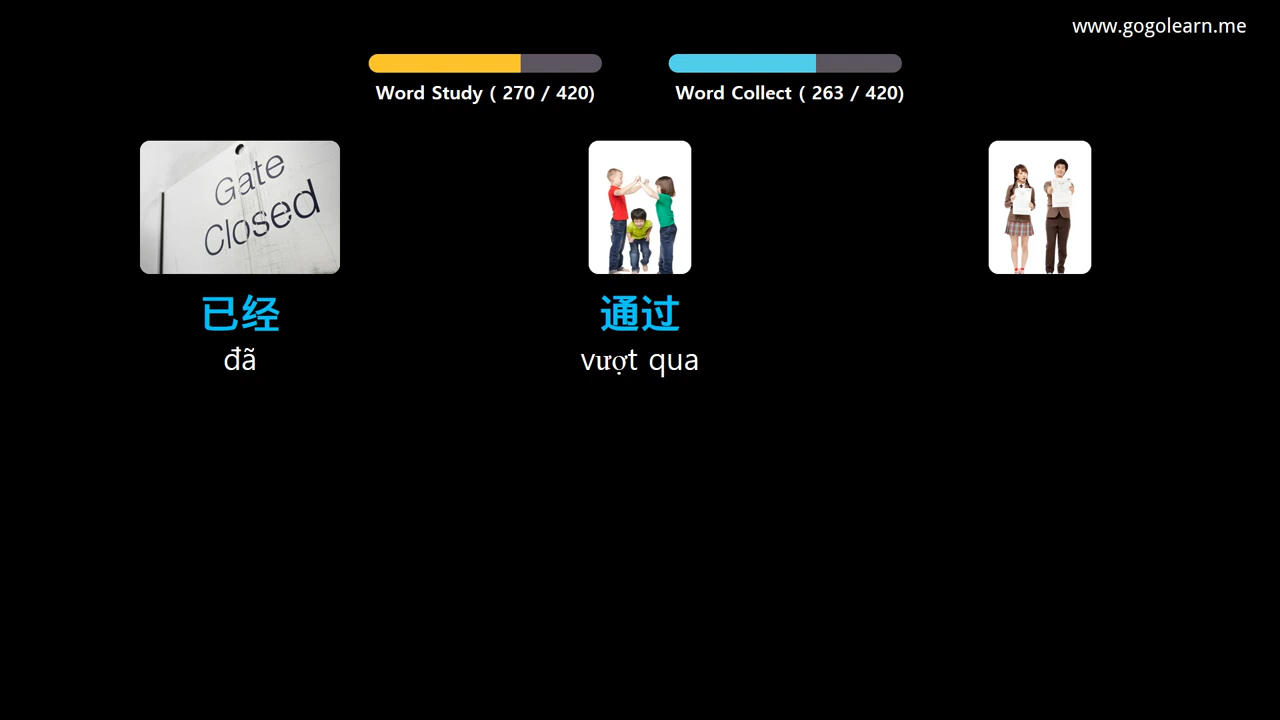 www.gogolearn.me
Word Study ( 270 / 420)
Word Collect ( 263 / 420)
Gate
Closed
已经
đã
通过
vượt qua